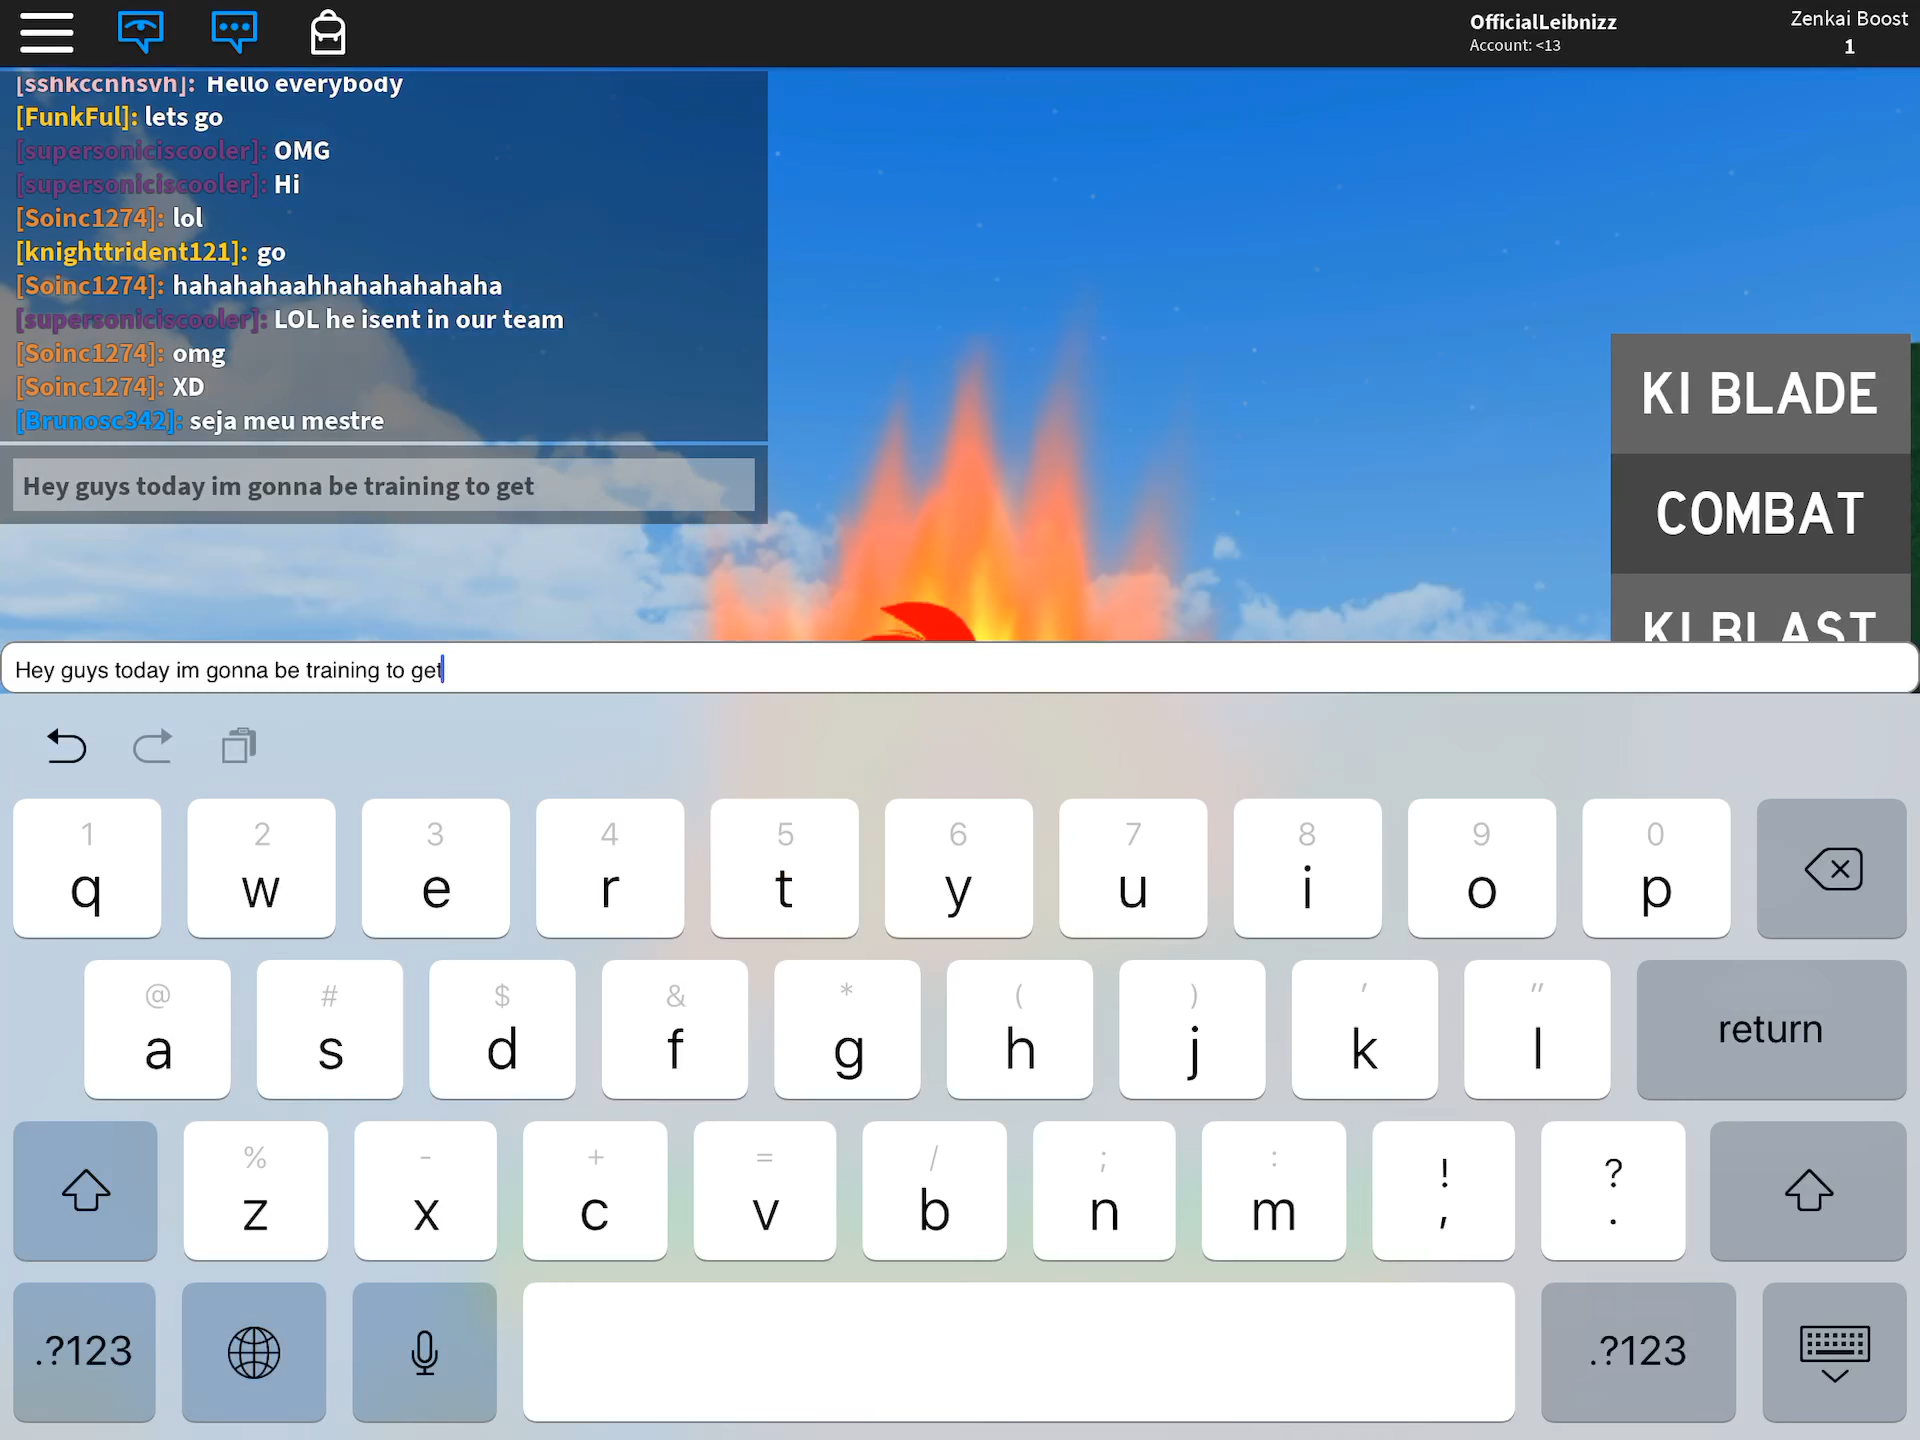 OfficialLeibnizz
Account: <13
Zenkai Boost
1
[sshkccnhsvh]: Hello everybody
[FunkFul]: lets go
[supersoniciscooler]: OMG
[supersoniciscooler]: Hi
[Soinc1274]: lol
[knighttrident121]: go
[Soinc1274]: hahahahaahhahahahahaha
[supersoniciscooler]: LOL he isent in our team
[Soinc1274]: omg
[Soinc1274]: XD
[Brunosc342]: seja meu mestre
Hey guys today im gonna be training to get
KI BLADE
COMBAT
KI BLAST
Hey guys today im gonna be training to get
1 2 3 4 5 6 7 8 9 0
q w e r t y u i o p
@ # $ & * ( ) ' "
a s d f g h j k l return
% - + = / ; : ! ?
z x c v b n m , .
.?123 .?123